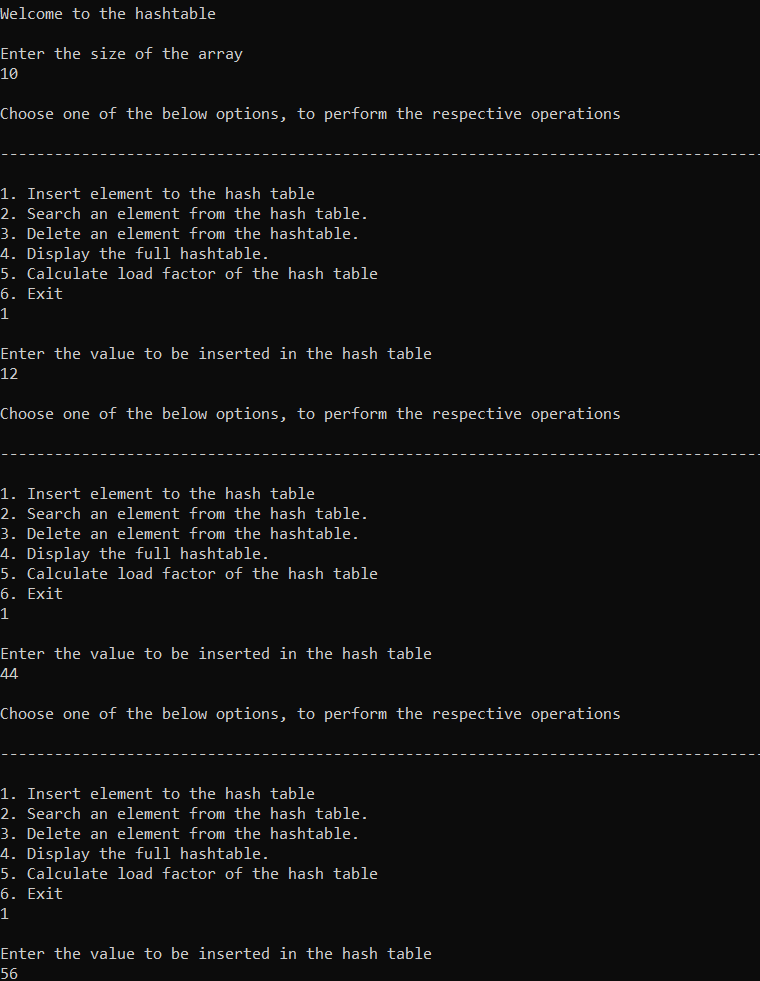 Welcome to the hashtable
Enter the size of the array
10
Choose one of the below options, to perform the respective operations
-------------------------------------------------------------------------------------
1. Insert element to the hash table
2. Search an element from the hash table.
3. Delete an element from the hashtable.
4. Display the full hashtable.
5. Calculate load factor of the hash table
6. Exit
1
Enter the value to be inserted in the hash table
12
Choose one of the below options, to perform the respective operations
-------------------------------------------------------------------------------------
1. Insert element to the hash table
2. Search an element from the hash table.
3. Delete an element from the hashtable.
4. Display the full hashtable.
5. Calculate load factor of the hash table
6. Exit
1
Enter the value to be inserted in the hash table
44
Choose one of the below options, to perform the respective operations
-------------------------------------------------------------------------------------
1. Insert element to the hash table
2. Search an element from the hash table.
3. Delete an element from the hashtable.
4. Display the full hashtable.
5. Calculate load factor of the hash table
6. Exit
1
Enter the value to be inserted in the hash table
56